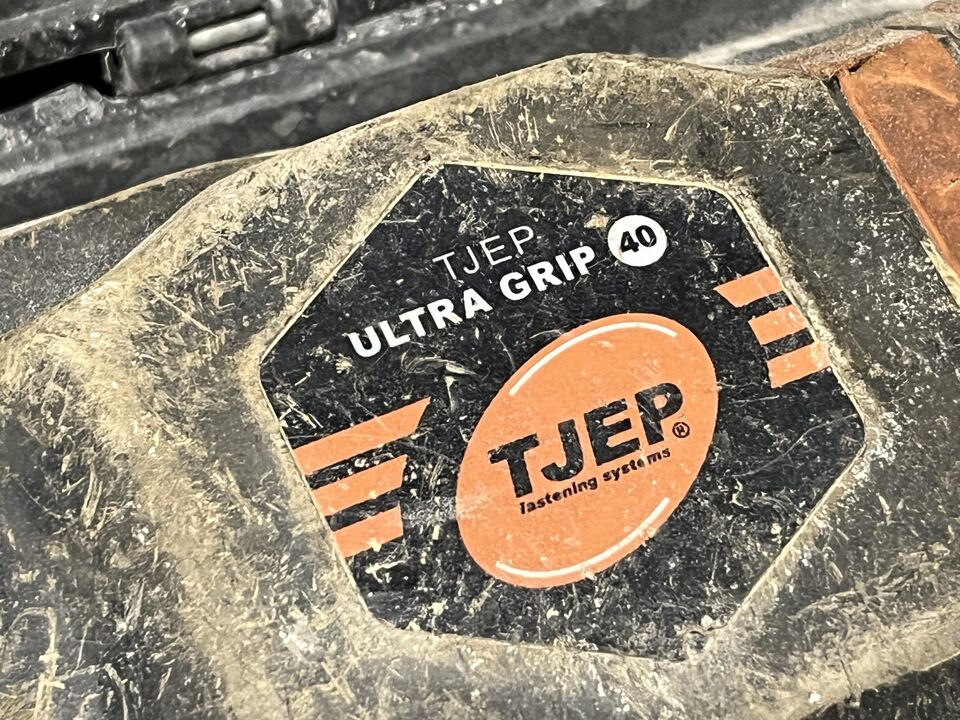 TJEP
ULTRA GRIP 40
TJEP®
fastening systems